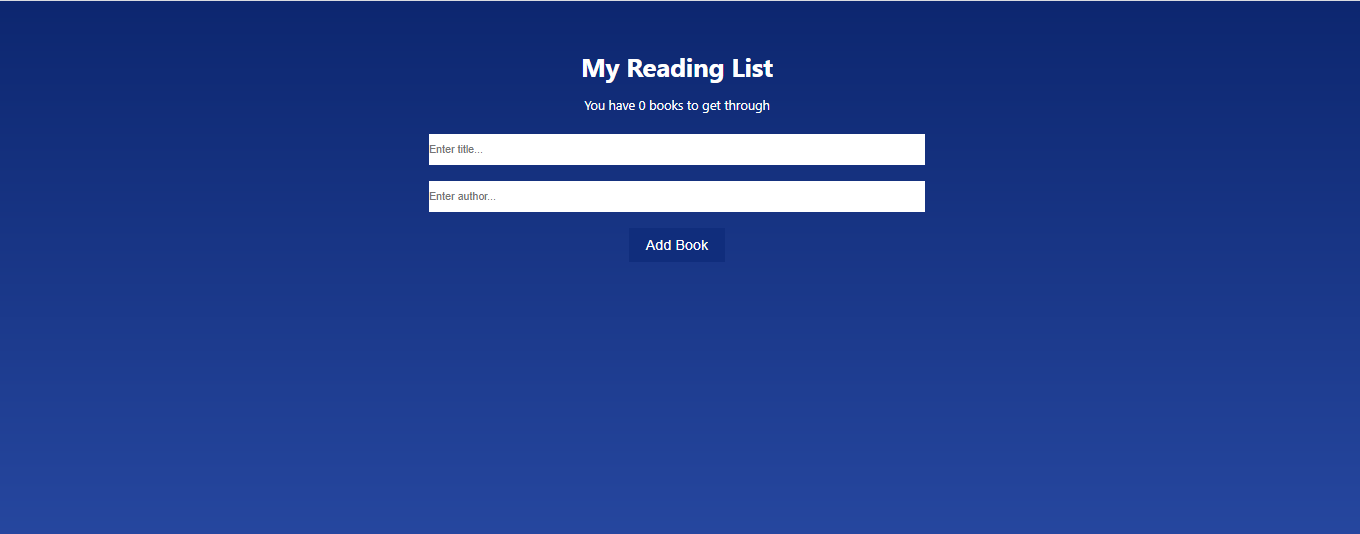 My Reading List
You have 0 books to get through
Enter title...
Enter author...
Add Book